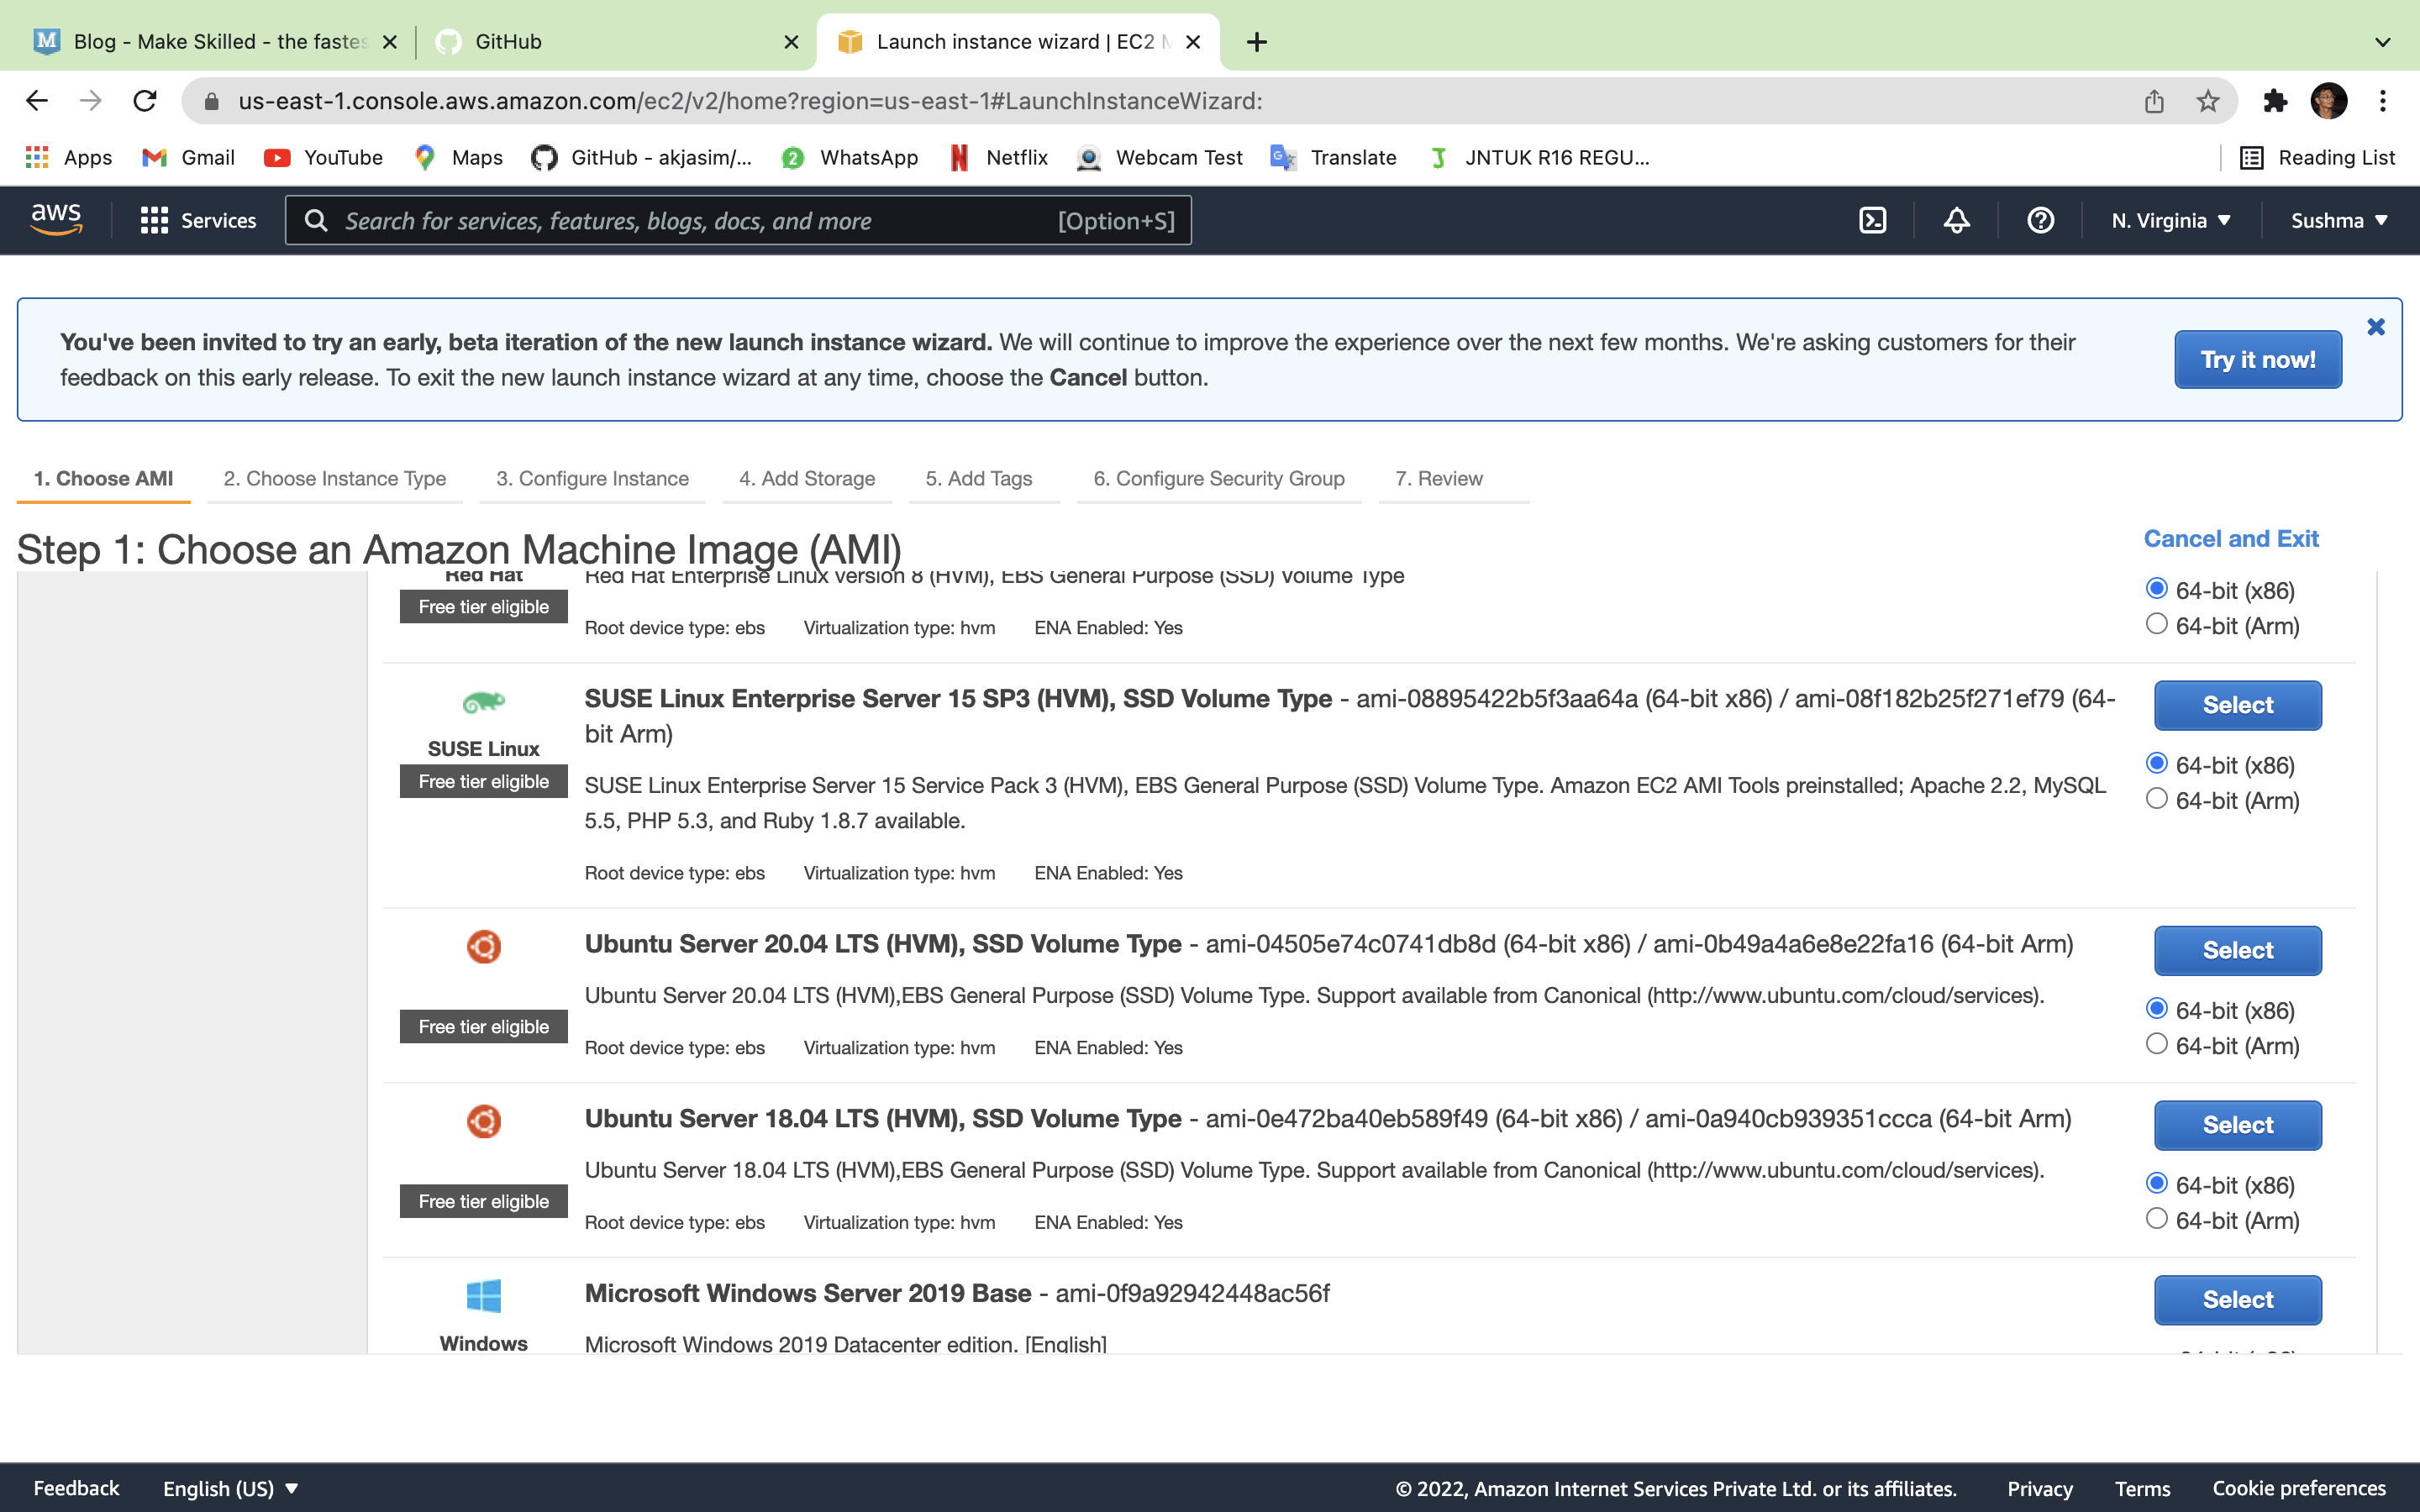 Blog - Make Skilled - the fastes
GitHub
Launch instance wizard | EC2 M
us-east-1.console.aws.amazon.com/ec2/v2/home?region=us-east-1#LaunchInstanceWizard:
Apps
Gmail
YouTube
Maps
GitHub - akjasim/...
WhatsApp
Netflix
Webcam Test
Translate
JNTUK R16 REGU...
Reading List
aws
Services
Search for services, features, blogs, docs, and more
[Option+S]
N. Virginia
Sushma
You've been invited to try an early, beta iteration of the new launch instance wizard. We will continue to improve the experience over the next few months. We're asking customers for their
feedback on this early release. To exit the new launch instance wizard at any time, choose the Cancel button.
Try it now!
1. Choose AMI
2. Choose Instance Type
3. Configure Instance
4. Add Storage
5. Add Tags
6. Configure Security Group
7. Review
Step 1: Choose an Amazon Machine Image (AMI)
Cancel and Exit
Red Hat
Free tier eligible
Red Hat Enterprise Linux version 8 (HVM), EBS General Purpose (SSD) Volume Type
Root device type: ebs
Virtualization type: hvm
ENA Enabled: Yes
64-bit (x86)
64-bit (Arm)
SUSE Linux
Free tier eligible
SUSE Linux Enterprise Server 15 SP3 (HVM), SSD Volume Type - ami-08895422b5f3aa64a (64-bit x86) / ami-08f182b25f271ef79 (64-
bit Arm)
SUSE Linux Enterprise Server 15 Service Pack 3 (HVM), EBS General Purpose (SSD) Volume Type. Amazon EC2 AMI Tools preinstalled; Apache 2.2, MySQL
5.5, PHP 5.3, and Ruby 1.8.7 available.
Root device type: ebs
Virtualization type: hvm
ENA Enabled: Yes
Select
64-bit (x86)
64-bit (Arm)
Free tier eligible
Ubuntu Server 20.04 LTS (HVM), SSD Volume Type - ami-04505e74c0741db8d (64-bit x86) / ami-0b49a4a6e8e22fa16 (64-bit Arm)
Ubuntu Server 20.04 LTS (HVM),EBS General Purpose (SSD) Volume Type. Support available from Canonical (http://www.ubuntu.com/cloud/services).
Root device type: ebs
Virtualization type: hvm
ENA Enabled: Yes
Select
64-bit (x86)
64-bit (Arm)
Free tier eligible
Ubuntu Server 18.04 LTS (HVM), SSD Volume Type - ami-0e472ba40eb589f49 (64-bit x86) / ami-0a940cb939351ccca (64-bit Arm)
Ubuntu Server 18.04 LTS (HVM),EBS General Purpose (SSD) Volume Type. Support available from Canonical (http://www.ubuntu.com/cloud/services).
Root device type: ebs
Virtualization type: hvm
ENA Enabled: Yes
Select
64-bit (x86)
64-bit (Arm)
Windows
Microsoft Windows Server 2019 Base - ami-0f9a92942448ac56f
Microsoft Windows 2019 Datacenter edition. [English]
Select
Feedback
English (US)
© 2022, Amazon Internet Services Private Ltd. or its affiliates.
Privacy
Terms
Cookie preferences